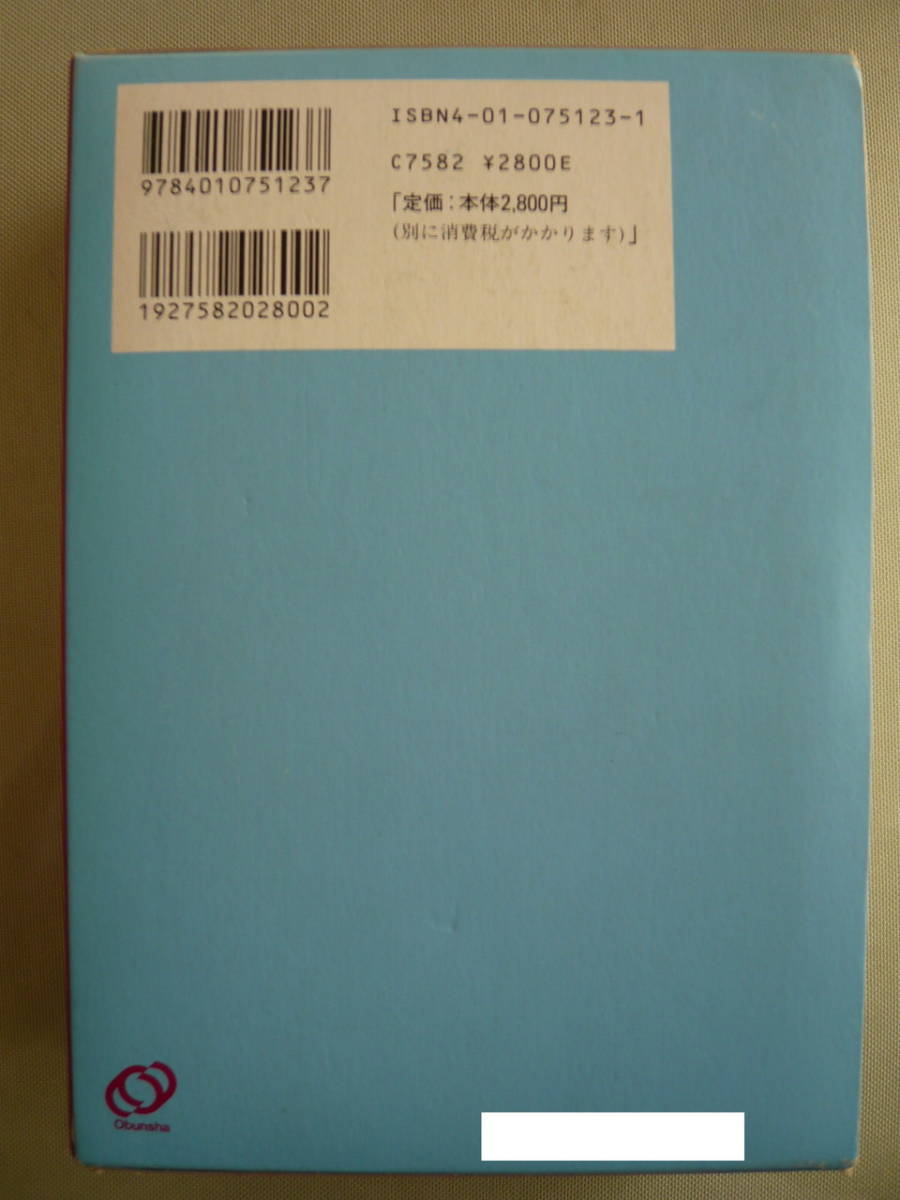 ISBN4-01-075123-1
9784010751237
C7582 ¥2800E
「定価：本体2,800円
(別に消費税がかかります)」
1927582028002
Obunsha